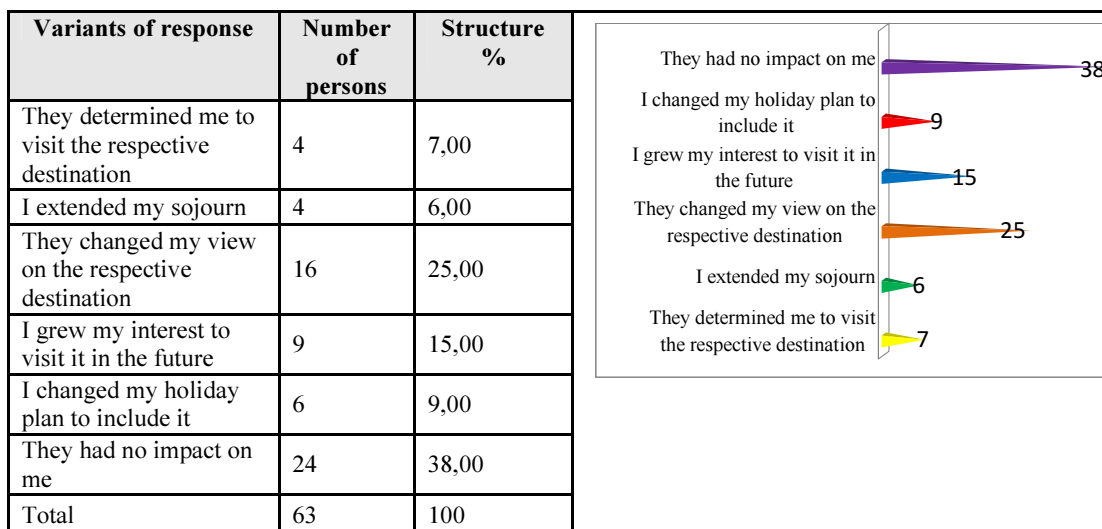 Variants of response Number of persons Structure %
They determined me to
visit the respective
destination
4
7,00
I extended my sojourn
4
6,00
They changed my view
on the respective
destination
16
25,00
I grew my interest to
visit it in the future
9
15,00
I changed my holiday
plan to include it
6
9,00
They had no impact on
me
24
38,00
Total
63
100
They had no impact on me
38
I changed my holiday plan to
include it
9
I grew my interest to visit it in
the future
15
They changed my view on the
respective destination
25
I extended my sojourn
6
They determined me to visit
the respective destination
7